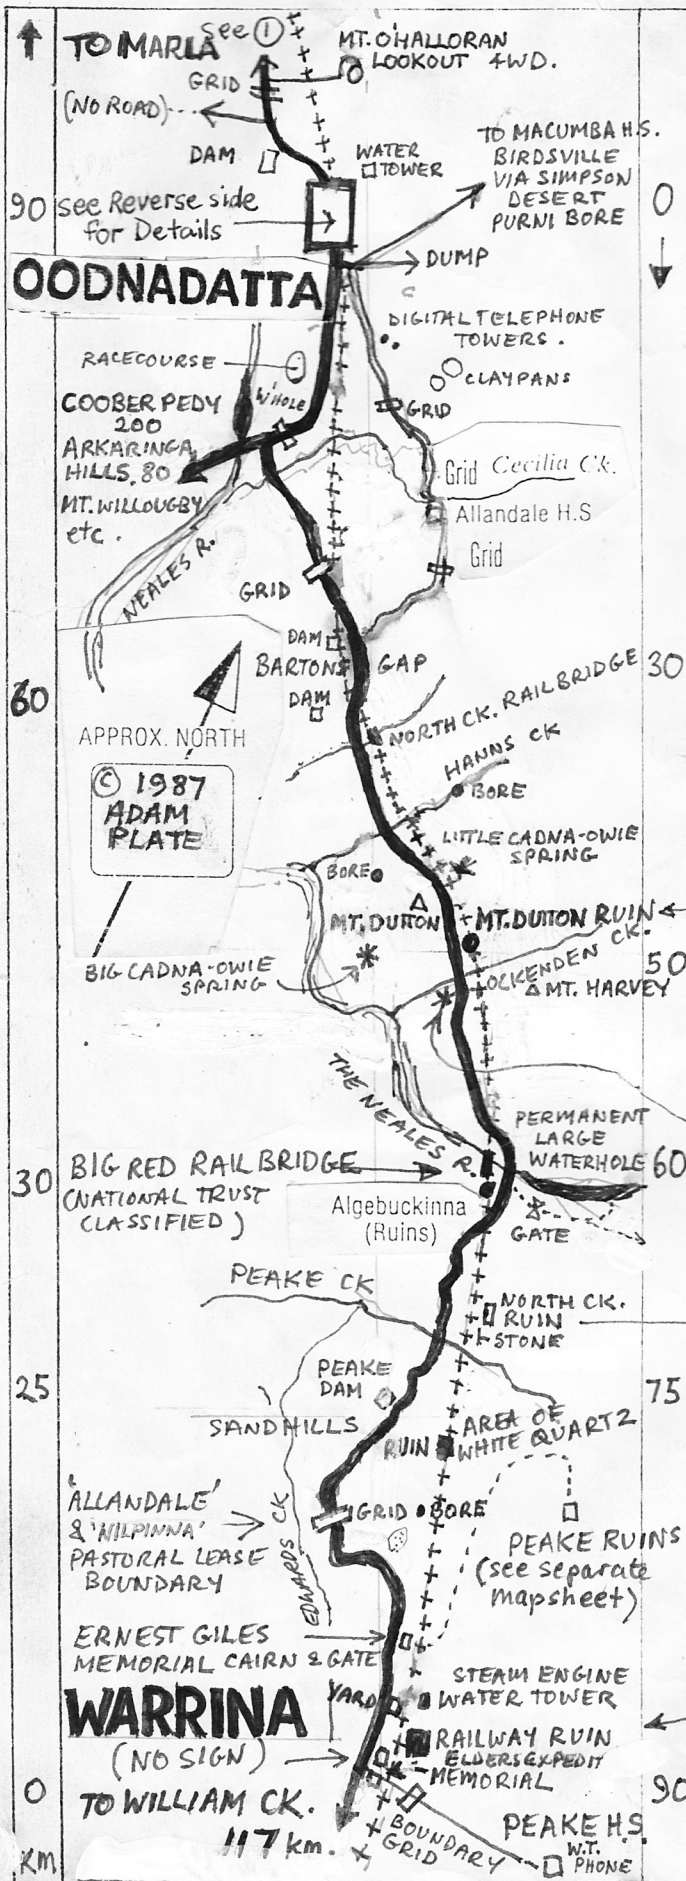 TO MARLA
see ①
MT. O'HALLORAN
LOOKOUT 4WD.
GRID
(NO ROAD)
DAM
WATER
TOWER
TO MACUMBA H.S.
BIRDSVILLE
VIA SIMPSON
DESERT
PURNI BORE
90
see Reverse side
for Details
0
DUMP
OODNADATTA
DIGITAL TELEPHONE
TOWERS.
RACECOURSE
CLAYPANS
W'HOLE
GRID
COOBER PEDY
200
ARKARINGA
HILLS. 80
MT. WILLOUGBY
etc.
Grid Cecilia Ck.
Allandale H.S
Grid
NEALES R.
GRID
DAM
BARTONS GAP
DAM
30
60
NORTH CK. RAILBRIDGE
APPROX. NORTH
HANNS CK
BORE
© 1987
ADAM
PLATE
LITTLE CADNA-OWIE
SPRING
BORE
MT. DUTTON
MT. DUTTON RUIN
BIG CADNA-OWIE
SPRING
OCKENDEN CK.
50
MT. HARVEY
THE NEALES R.
PERMANENT
LARGE
WATERHOLE
60
30
BIG RED RAIL BRIDGE
(NATIONAL TRUST
CLASSIFIED)
Algebuckinna
(Ruins)
GATE
PEAKE CK
NORTH CK.
RUIN
STONE
25
PEAKE
DAM
75
SANDHILLS
RUIN
AREA OF
WHITE QUARTZ
'ALLANDALE'
& 'NILPINNA'
PASTORAL LEASE
BOUNDARY
EDWARDS CK
GRID
BORE
PEAKE RUINS
(see separate
mapsheet)
ERNEST GILES
MEMORIAL CAIRN & GATE
YARD
STEAM ENGINE
WATER TOWER
WARRINA
(NO SIGN)
RAILWAY RUIN
ELDERS EXPEDIT
MEMORIAL
0
TO WILLIAM CK.
117 km.
90
BOUNDARY
GRID
PEAKE H.S.
W.T.
PHONE
Km